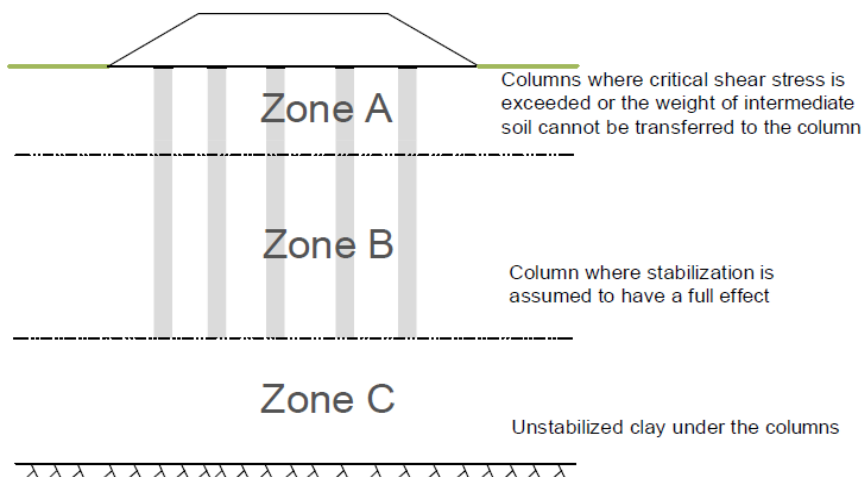 Zone A
Columns where critical shear stress is
exceeded or the weight of intermediate
soil cannot be transferred to the column
Zone B
Column where stabilization is
assumed to have a full effect
Zone C
Unstabilized clay under the columns